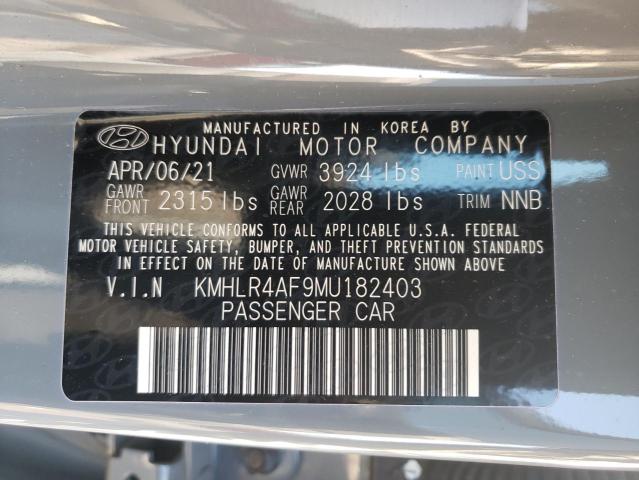 MANUFACTURED IN KOREA BY
HYUNDAI MOTOR COMPANY
APR/06/21 GVWR 3924 lbs PAINT USS
GAWR FRONT 2315 lbs GAWR REAR 2028 lbs TRIM NNB
THIS VEHICLE CONFORMS TO ALL APPLICABLE U.S.A. FEDERAL
MOTOR VEHICLE SAFETY, BUMPER, AND THEFT PREVENTION STANDARDS
IN EFFECT ON THE DATE OF MANUFACTURE SHOWN ABOVE
V.I.N KMHLR4AF9MU182403
PASSENGER CAR